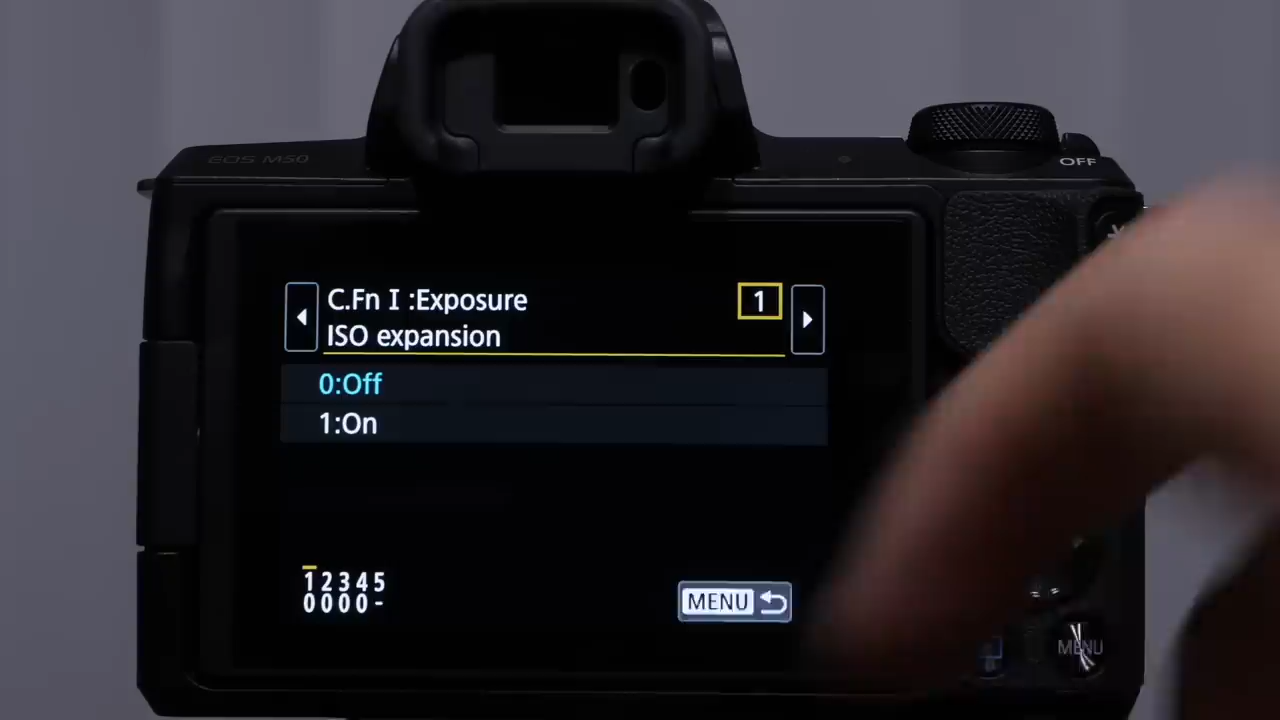 EOS M50
OFF
C.Fn I :Exposure
1
ISO expansion
0:Off
1:On
12345
0000-
MENU
MENU